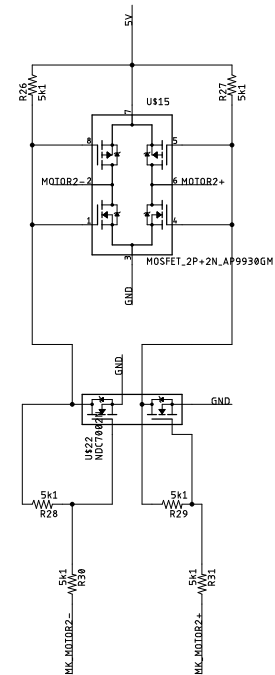 5V
R26
5k1
R27
5k1
U$15
7
8
5
MOTOR2-
2
6
MOTOR2+
1
4
3
MOSFET_2P+2N_AP9930GM
GND
GND
GND
U$22
NDC7002N
5k1
R28
5k1
R29
5k1
R30
5k1
R31
MK_MOTOR2-
MK_MOTOR2+